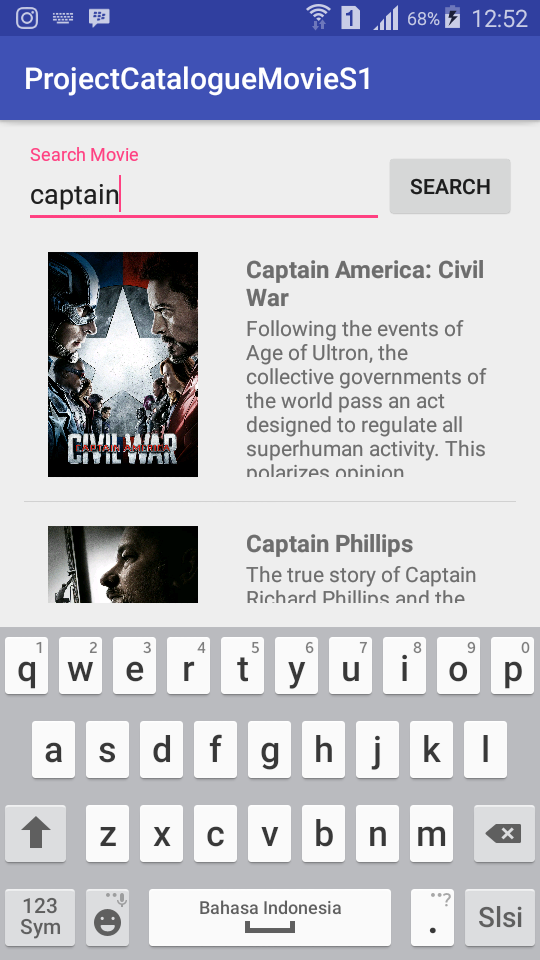 1 68% 12:52
ProjectCatalogueMovieS1
Search Movie
captain
SEARCH
CIVIL WAR
CAPTAIN AMERICA
Captain America: Civil
War
Following the events of
Age of Ultron, the
collective governments of
the world pass an act
designed to regulate all
superhuman activity. This
polarizes opinion
Captain Phillips
The true story of Captain
Richard Phillips and the
1 2 3 4 5 6 7 8 9 0
q w e r t y u i o p
a s d f g h j k l
z x c v b n m
123
Sym
Bahasa Indonesia
?
.
Slsi